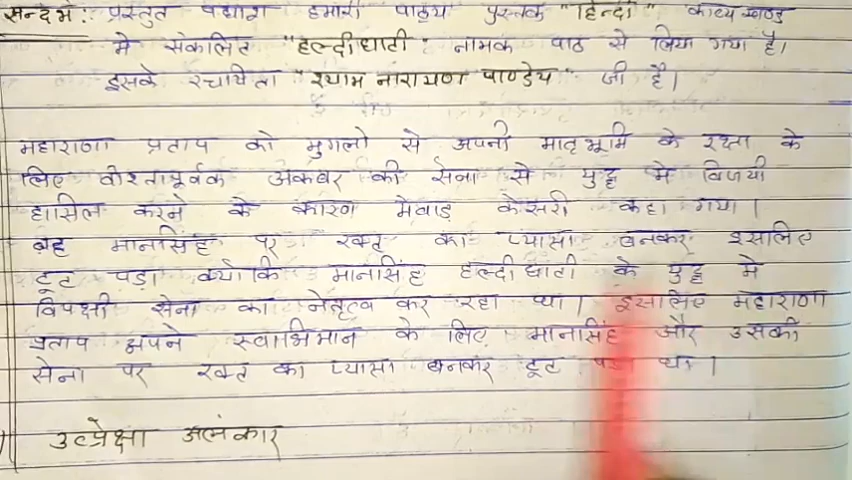 सन्दर्भ: प्रस्तुत पद्यांश हमारी पाठ्य पुस्तक "हिन्दी" काव्य खण्ड
मे संकलित "हल्दीघाटी" नामक पाठ से लिया गया है।
इसके रचयिता "श्याम नारायण पाण्डेय" जी है।
महाराणा प्रताप को मुगलो से अपनी मातृभूमि के रक्षा के
लिए वीरतापूर्वक अकबर की सेना से युद्ध मे विजयी
हासिल करने के कारण मेवाड़ केसरी कहा गया।
वह मानसिंह पर रक्त का प्यासा बनकर इसलिए
टूट पड़ा क्योकि मानसिंह हल्दीघाटी के युद्ध मे
विपक्षी सेना का नेतृत्व कर रहा था। इसलिए महाराणा
प्रताप अपने स्वाभिमान के लिए मानसिंह और उसकी
सेना पर रक्त का प्यासा बनकर टूट पड़ा था।
उत्प्रेक्षा अलंकार